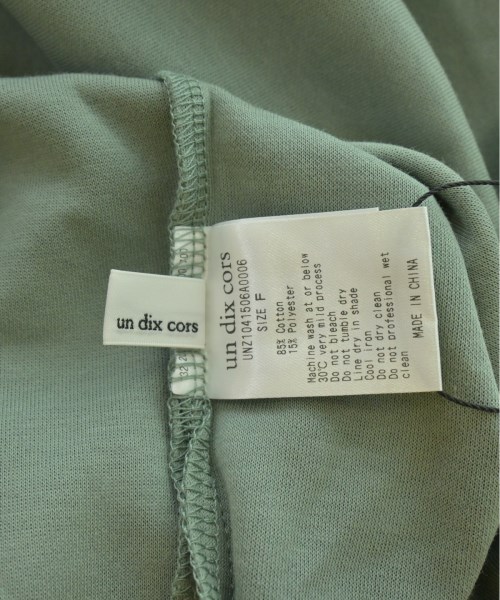 un dix cors
un dix cors
UNZ1041506A0006
SIZE F
85% Cotton
15% Polyester
Machine wash at or below
30°C very mild process
Do not bleach
Do not tumble dry
Line dry in shade
Cool iron
Do not dry clean
Do not professional wet
clean
MADE IN CHINA